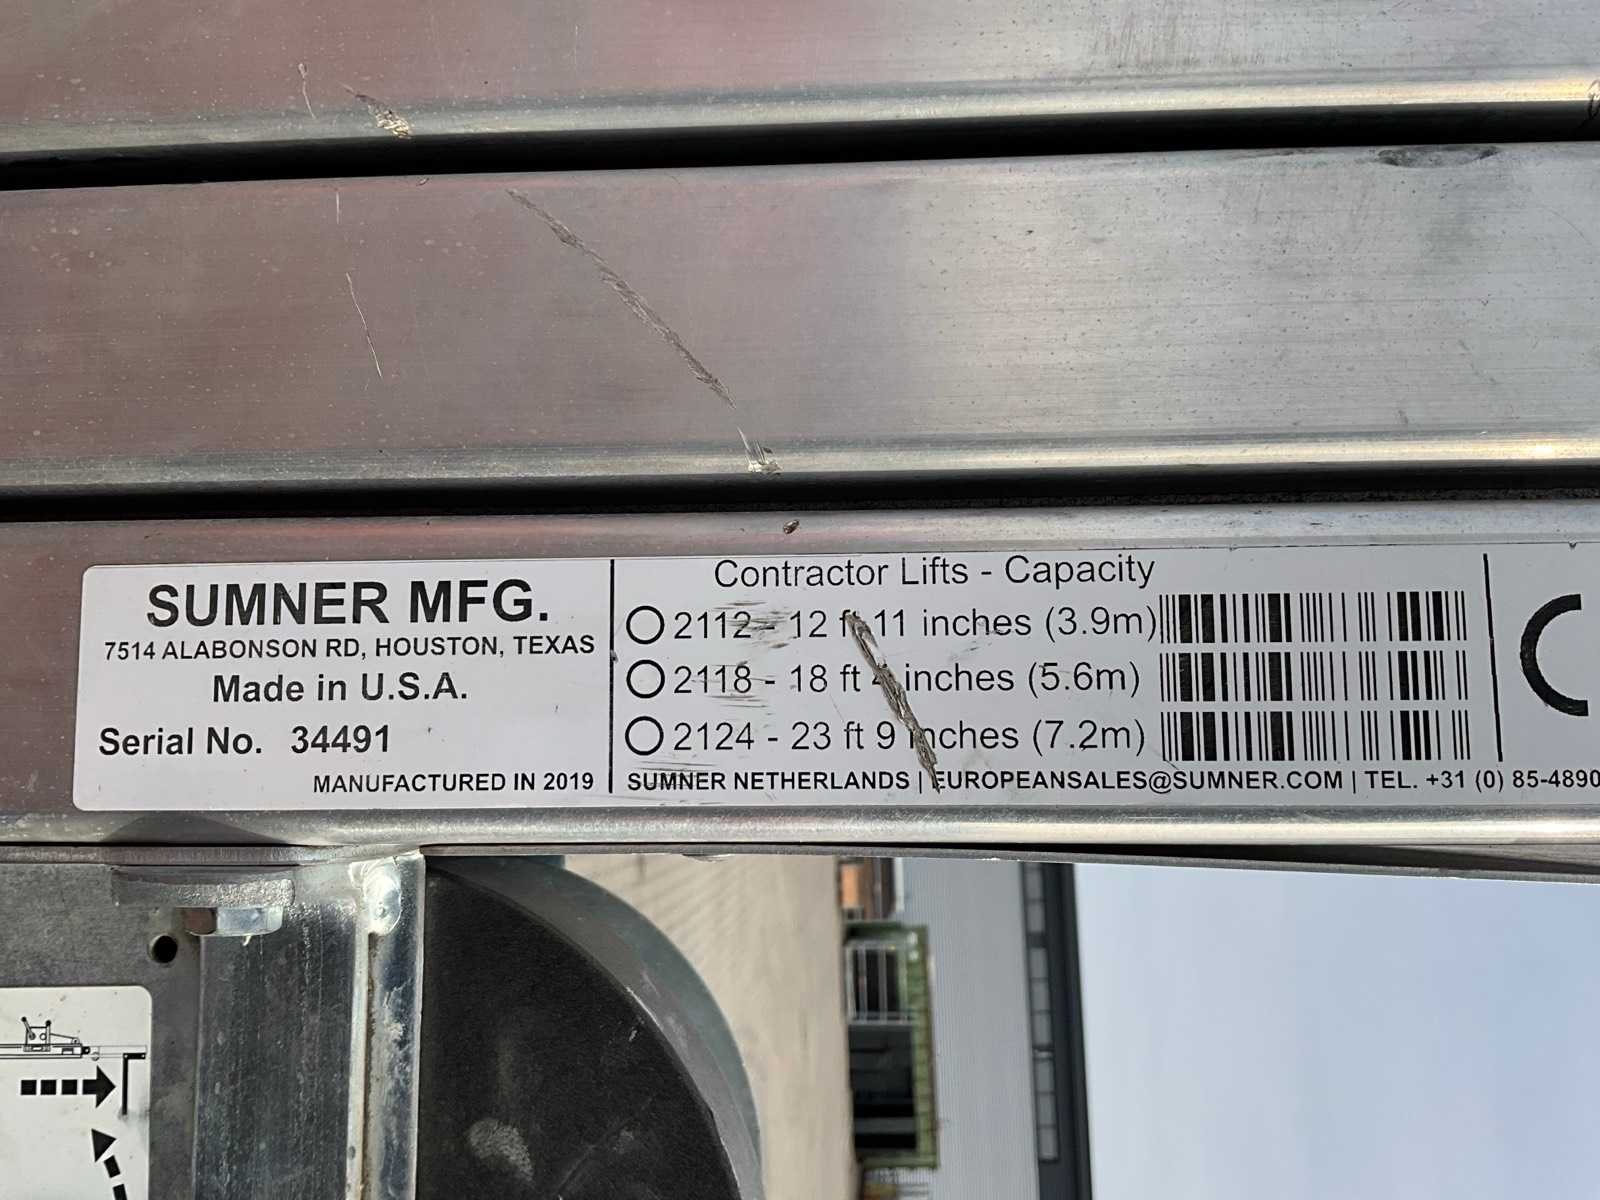 SUMNER MFG.
7514 ALABONSON RD, HOUSTON, TEXAS
Made in U.S.A.
Serial No. 34491
MANUFACTURED IN 2019
Contractor Lifts - Capacity
2112 - 12 ft 11 inches (3.9m)
2118 - 18 ft 4 inches (5.6m)
2124 - 23 ft 9 inches (7.2m)
SUMNER NETHERLANDS | EUROPEANSALES@SUMNER.COM | TEL. +31 (0) 85-4890
C